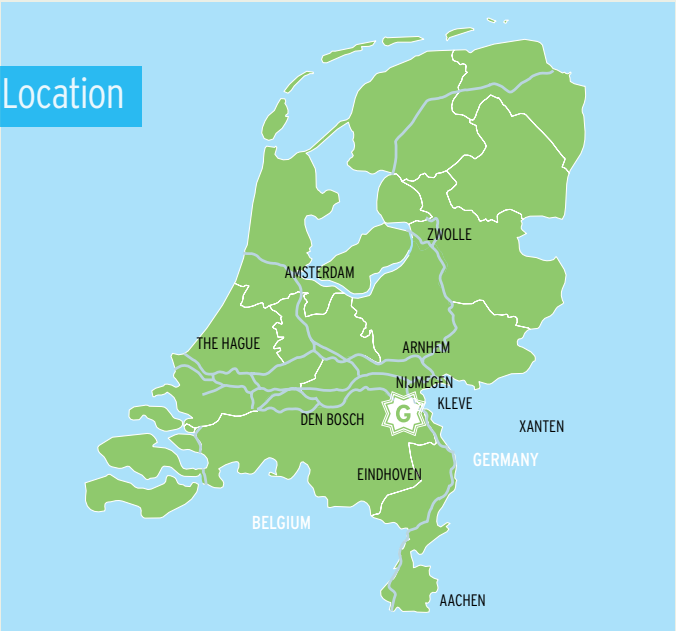 Location
ZWOLLE
AMSTERDAM
THE HAGUE
ARNHEM
NIJMEGEN
KLEVE
G
DEN BOSCH
XANTEN
GERMANY
EINDHOVEN
BELGIUM
AACHEN